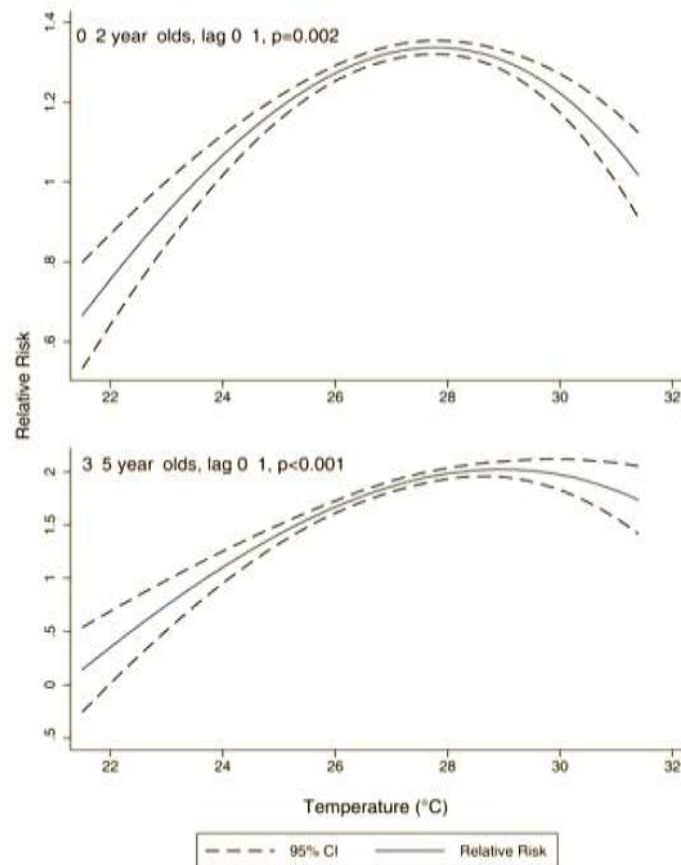 0 2 year olds, lag 0 1, p=0.002
1.4
1.2
1
.8
.6
22 24 26 28 30 32
Relative Risk
3 5 year olds, lag 0 1, p<0.001
2
1.5
1
.5
0
.5
22 24 26 28 30 32
Temperature (°C)
95% CI Relative Risk